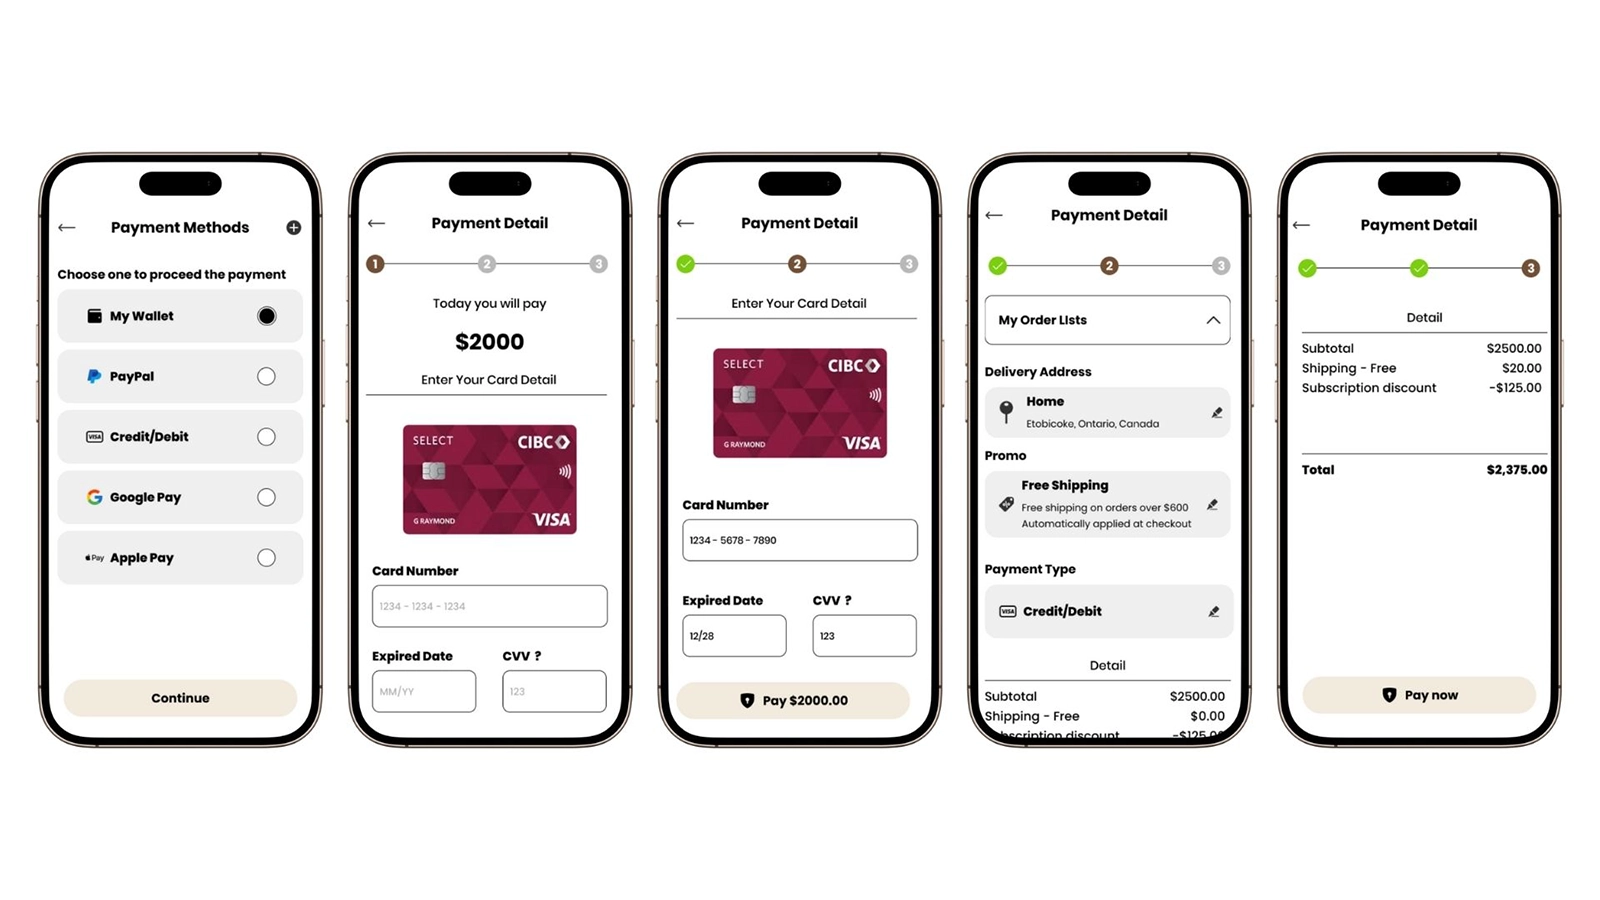 Payment Methods
Choose one to proceed the payment
My Wallet
PayPal
VISA Credit/Debit
Google Pay
Pay Apple Pay
Continue
Payment Detail
1 2 3
Today you will pay
$2000
Enter Your Card Detail
SELECT CIBC
G RAYMOND VISA
Card Number
1234 - 1234 - 1234
Expired Date CVV ?
MM/YY 123
Payment Detail
2 3
Enter Your Card Detail
SELECT CIBC
G RAYMOND VISA
Card Number
1234 - 5678 - 7890
Expired Date CVV ?
12/28 123
Pay $2000.00
Payment Detail
2 3
My Order LIsts
Delivery Address
Home
Etobicoke, Ontario, Canada
Promo
Free Shipping
Free shipping on orders over $600
Automatically applied at checkout
Payment Type
VISA Credit/Debit
Detail
Subtotal $2500.00
Shipping - Free $0.00
Subscription discount -$125.00
Payment Detail
3
Detail
Subtotal $2500.00
Shipping - Free $20.00
Subscription discount -$125.00
Total $2,375.00
Pay now